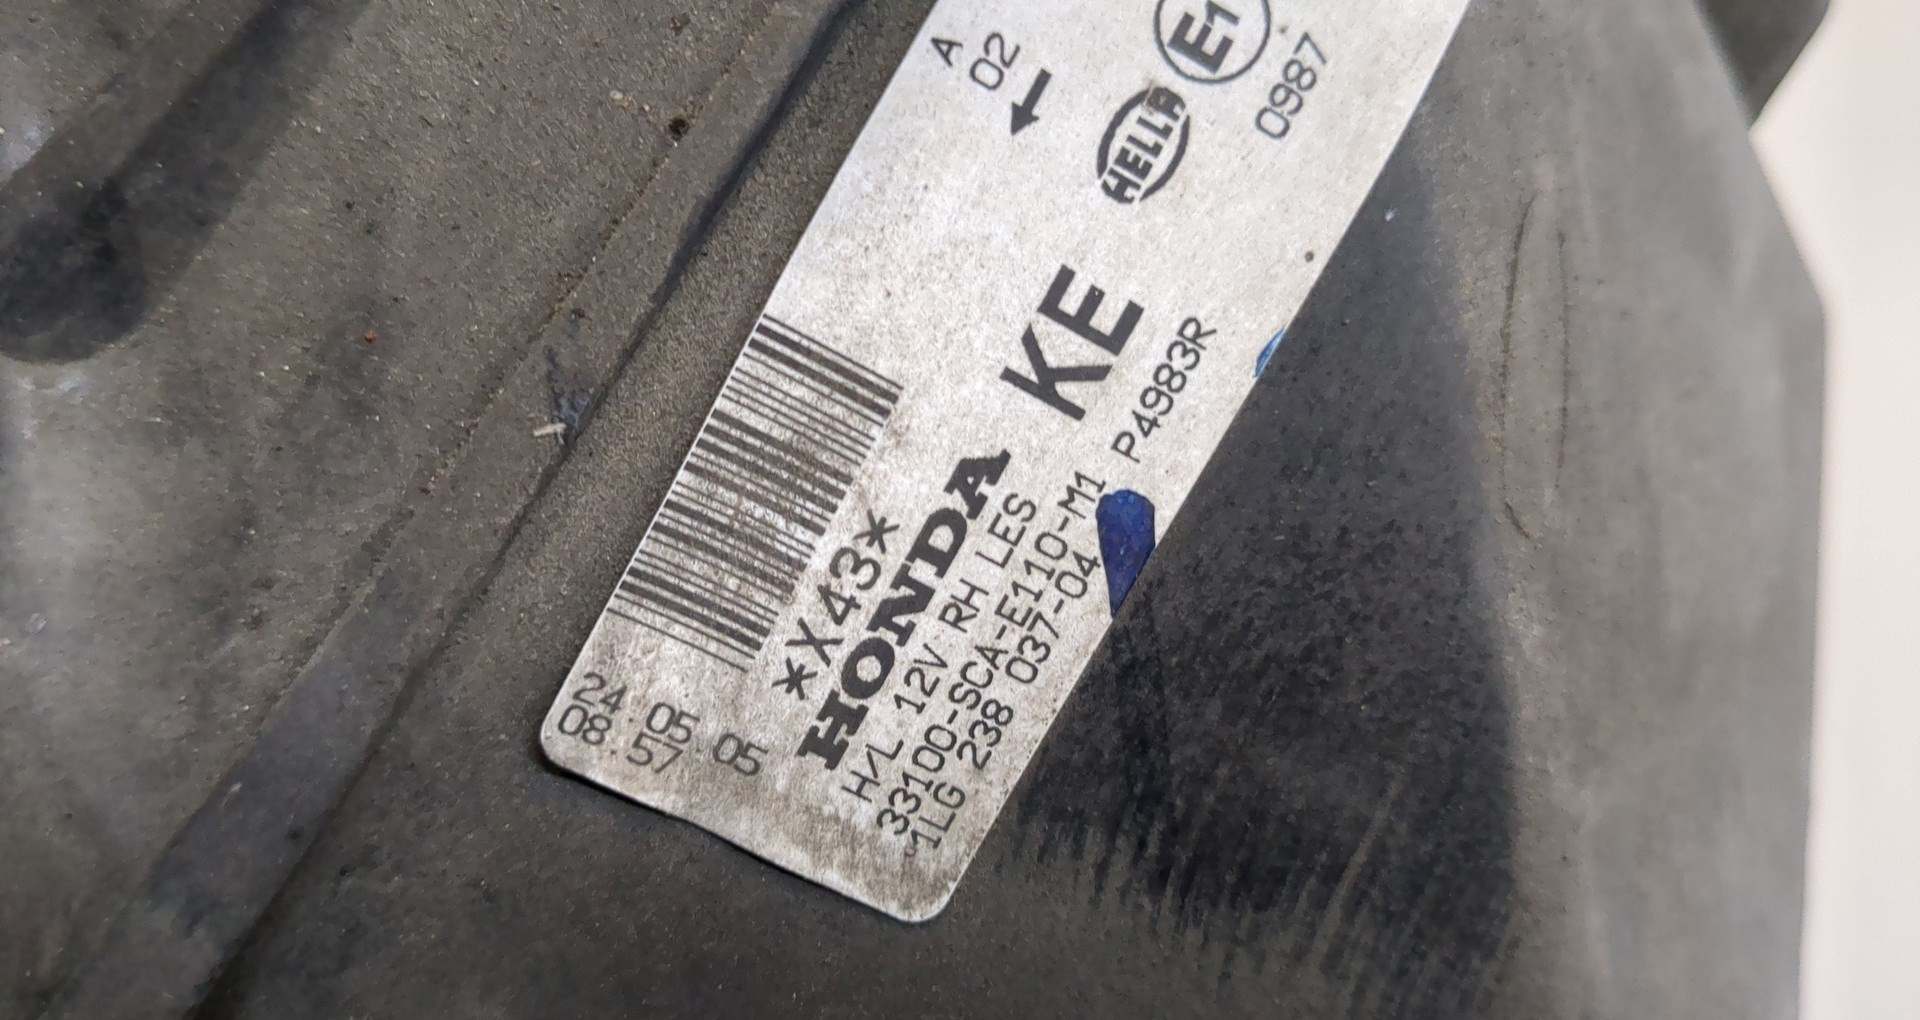 A
02
E1
0987
HELLA
KE
P4983R
*X43*
HONDA
H/L 12V RH LES
33100-SCA-E110-M1
1LG 238 037-04
24.05.05
08.57